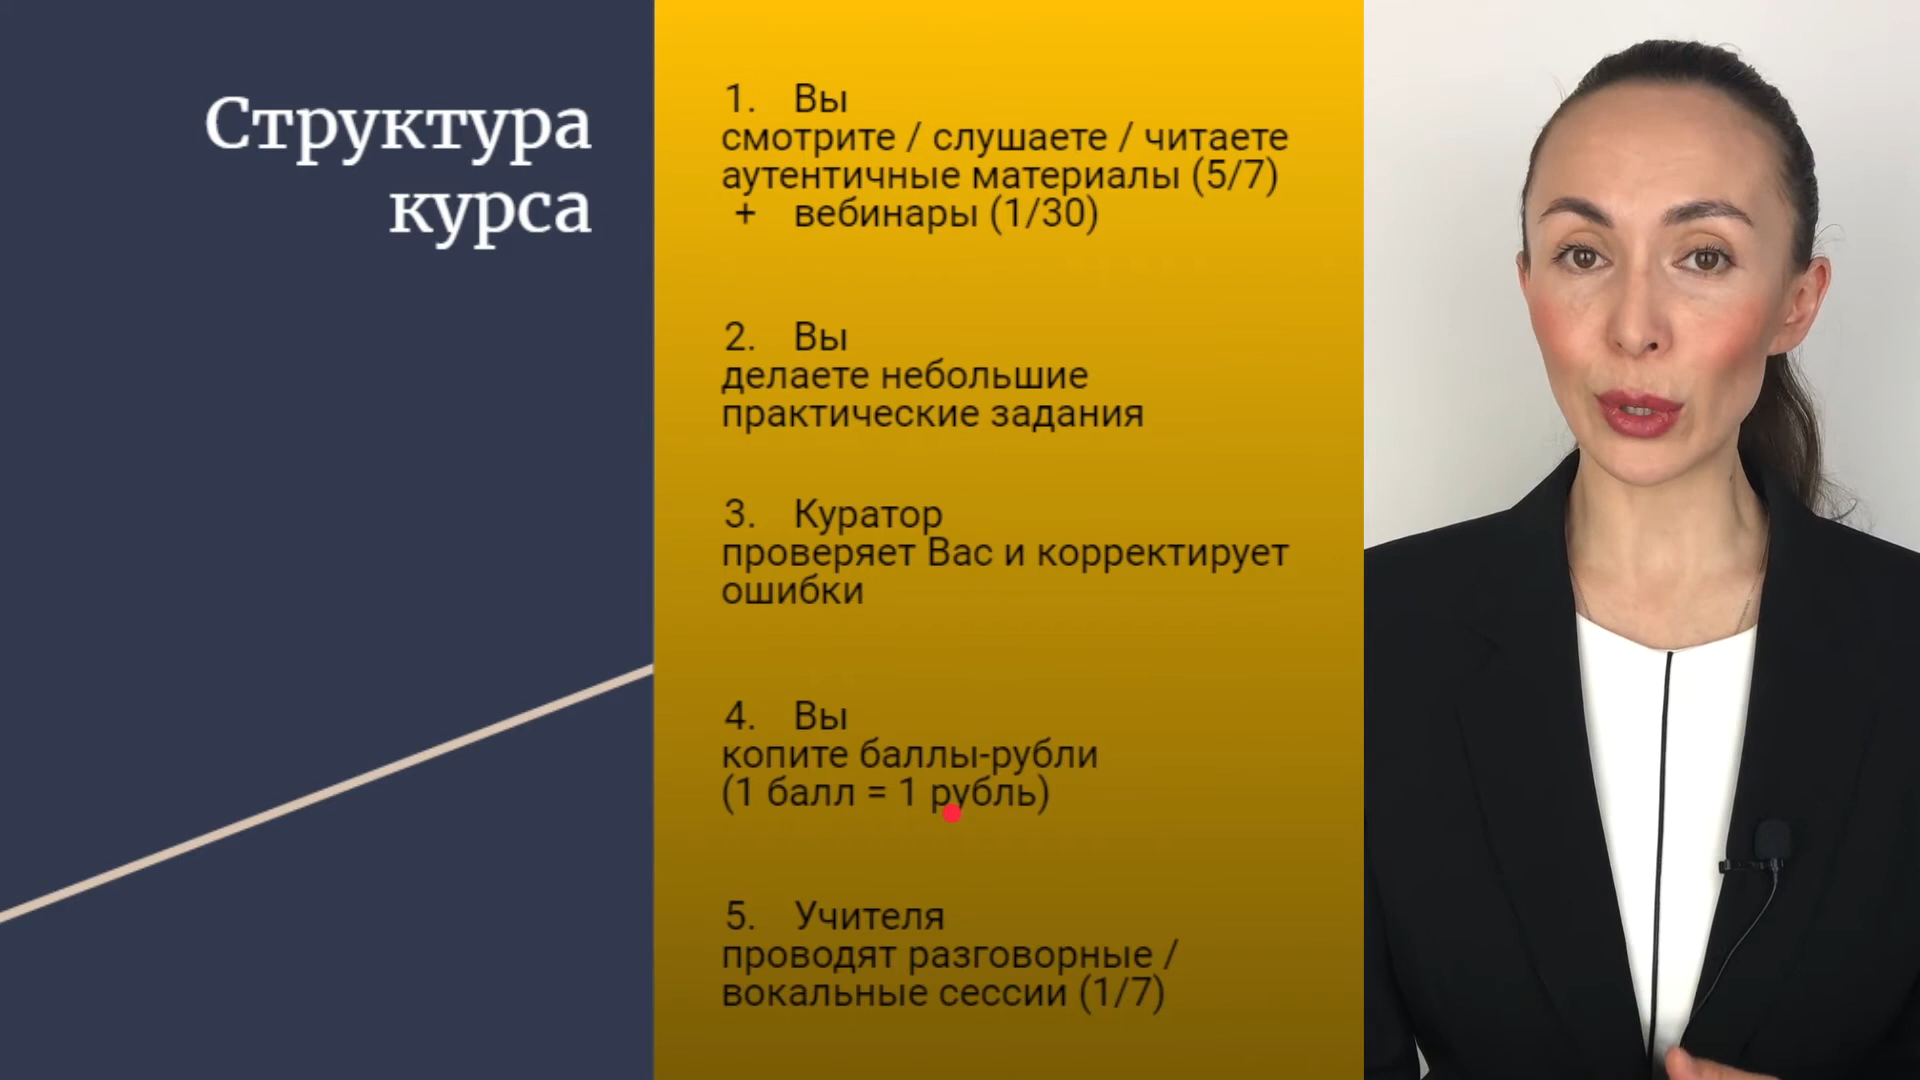 Структура
курса
1. Вы
смотрите / слушаете / читаете
аутентичные материалы (5/7)
+ вебинары (1/30)
2. Вы
делаете небольшие
практические задания
3. Куратор
проверяет Вас и корректирует
ошибки
4. Вы
копите баллы-рубли
(1 балл = 1 рубль)
5. Учителя
проводят разговорные /
вокальные сессии (1/7)